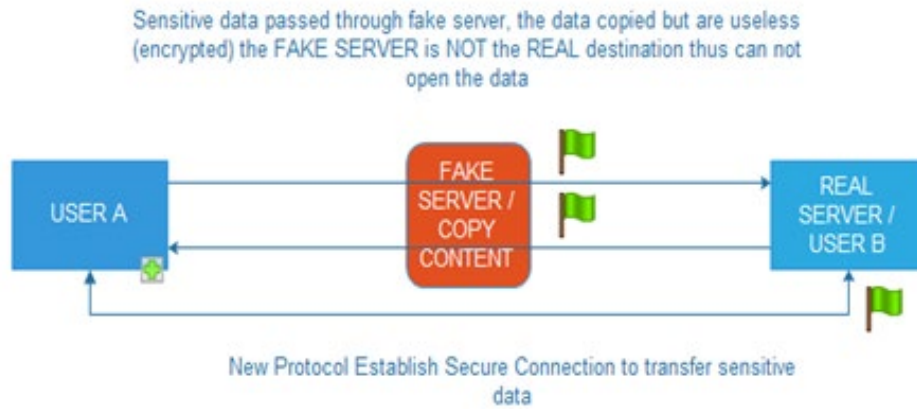 Sensitive data passed through fake server, the data copied but are useless
(encrypted) the FAKE SERVER is NOT the REAL destination thus can not
open the data
USER A
FAKE
SERVER /
COPY
CONTENT
REAL
SERVER /
USER B
New Protocol Establish Secure Connection to transfer sensitive
data